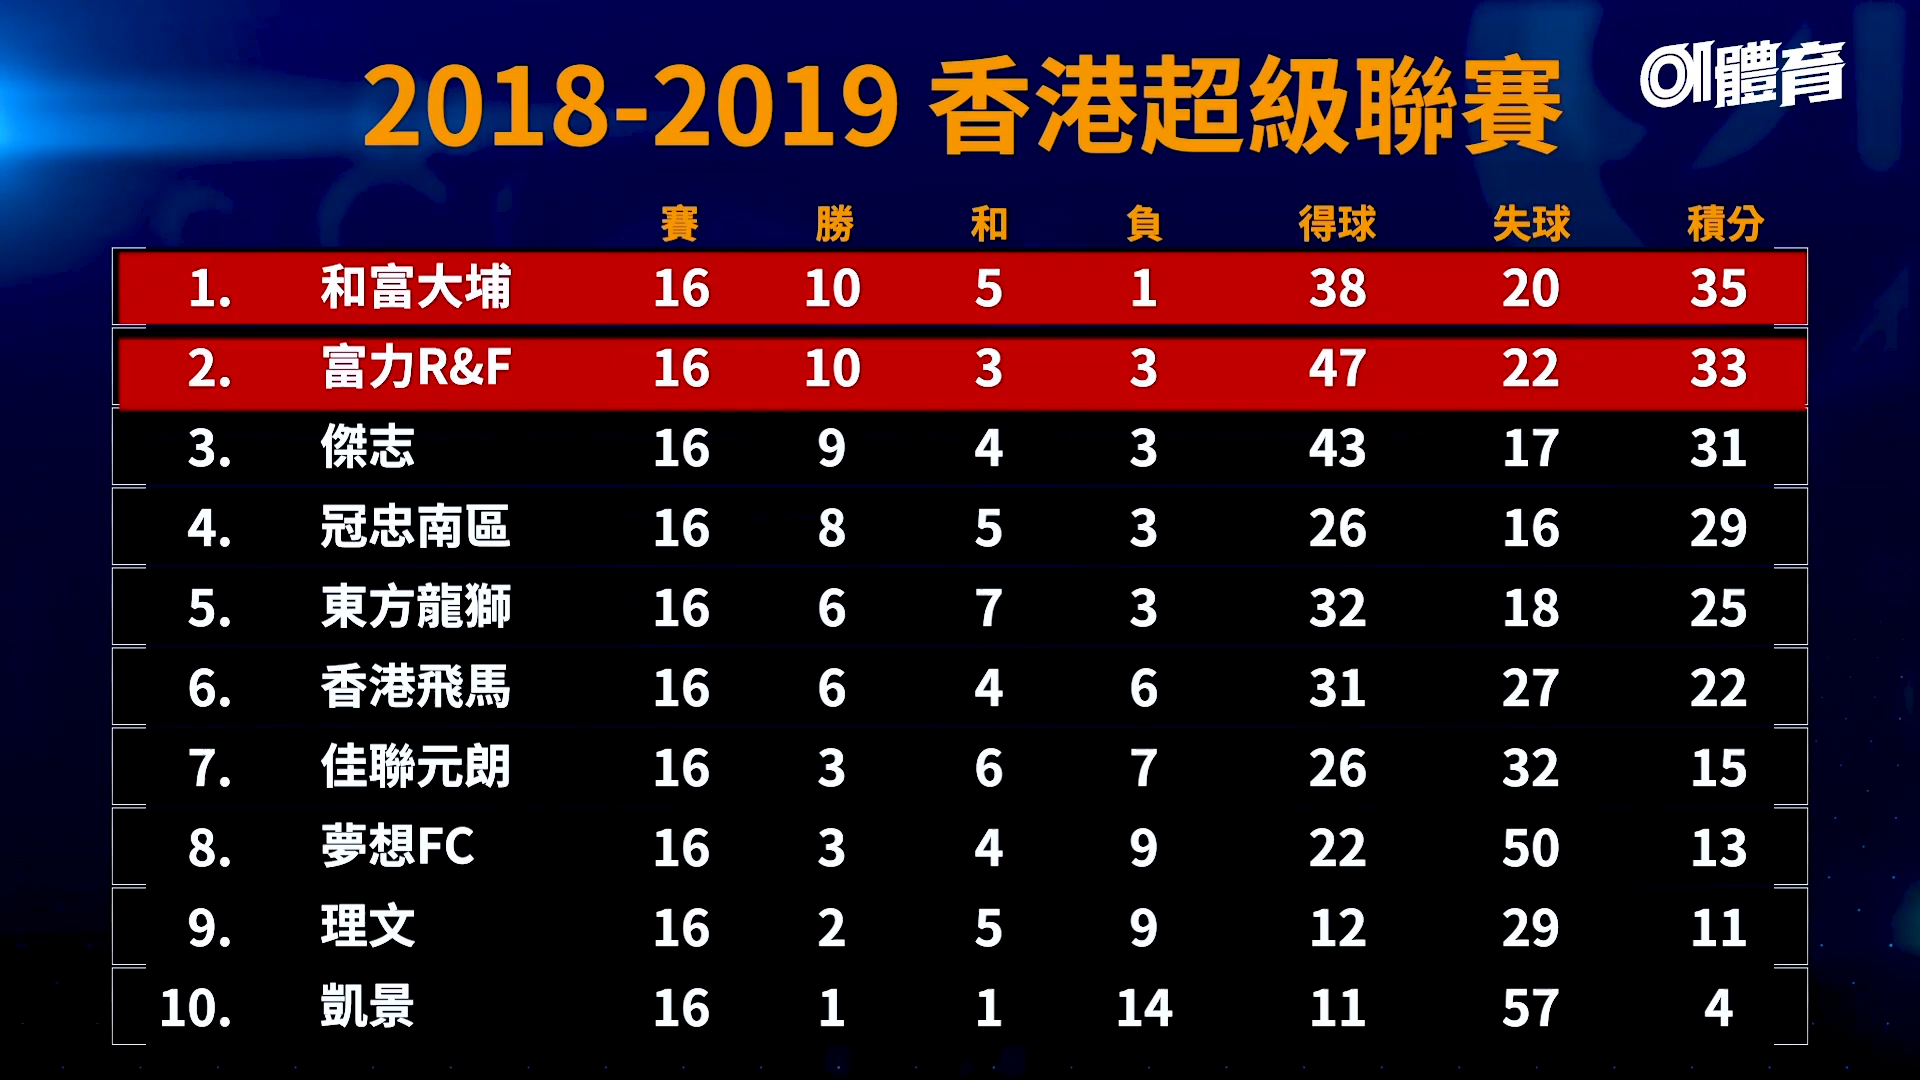 2018-2019 香港超級聯賽
01體育
賽 勝 和 負 得球 失球 積分
1. 和富大埔 16 10 5 1 38 20 35
2. 富力R&F 16 10 3 3 47 22 33
3. 傑志 16 9 4 3 43 17 31
4. 冠忠南區 16 8 5 3 26 16 29
5. 東方龍獅 16 6 7 3 32 18 25
6. 香港飛馬 16 6 4 6 31 27 22
7. 佳聯元朗 16 3 6 7 26 32 15
8. 夢想FC 16 3 4 9 22 50 13
9. 理文 16 2 5 9 12 29 11
10. 凱景 16 1 1 14 11 57 4